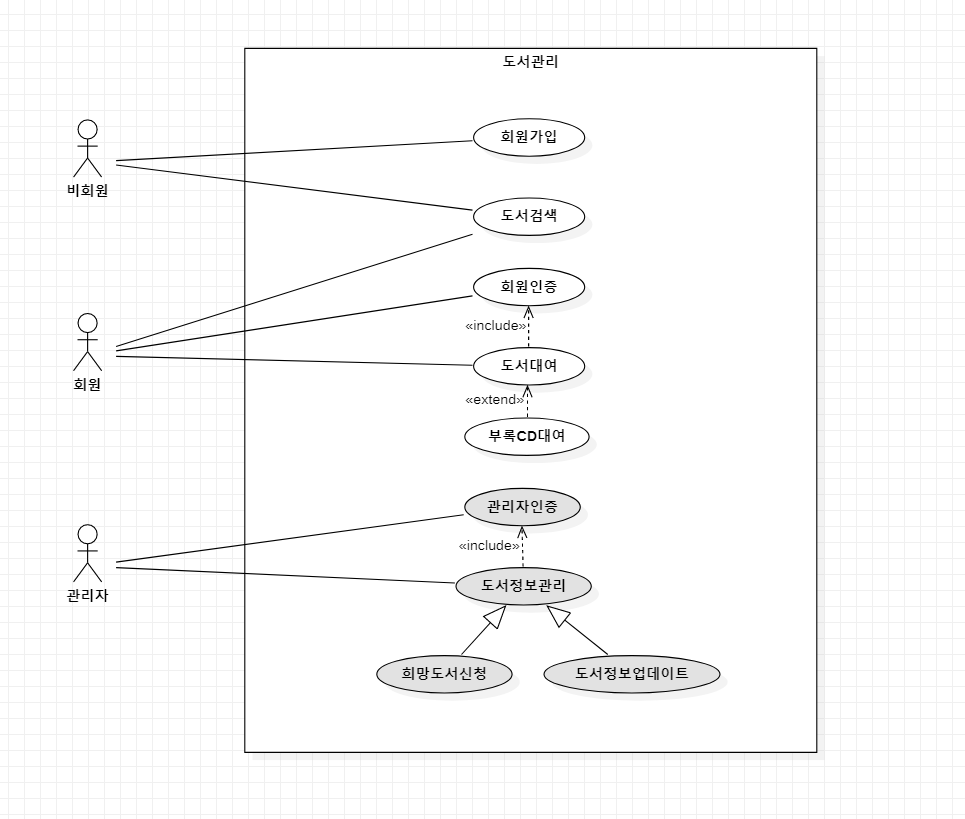 도서관리
회원가입
비회원
도서검색
회원인증
«include»
회원
도서대여
«extend»
부록CD대여
관리자인증
«include»
관리자
도서정보관리
희망도서신청
도서정보업데이트